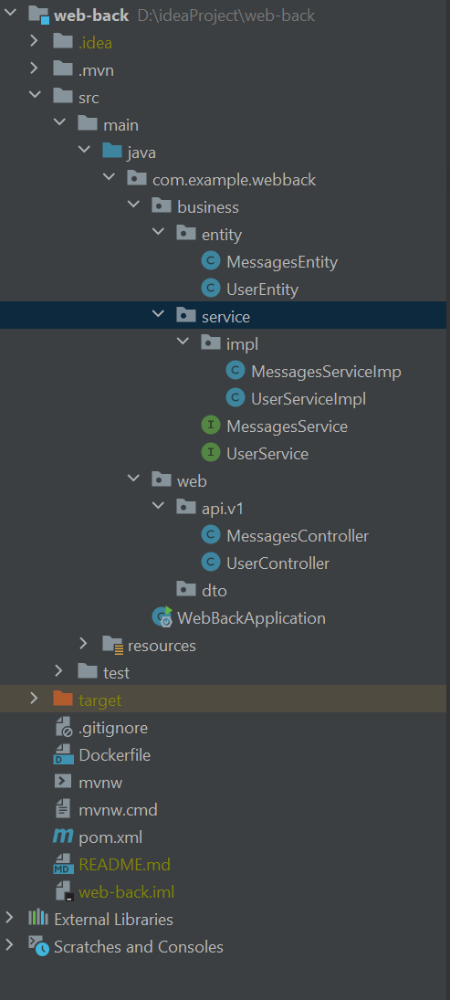 web-back D:\ideaProject\web-back
.idea
.mvn
src
main
java
com.example.webback
business
entity
C MessagesEntity
C UserEntity
service
impl
C MessagesServiceImp
C UserServiceImpl
I MessagesService
I UserService
web
api.v1
C MessagesController
C UserController
dto
C WebBackApplication
resources
test
target
.gitignore
D Dockerfile
mvnw
mvnw.cmd
m pom.xml
MD README.md
web-back.iml
External Libraries
Scratches and Consoles